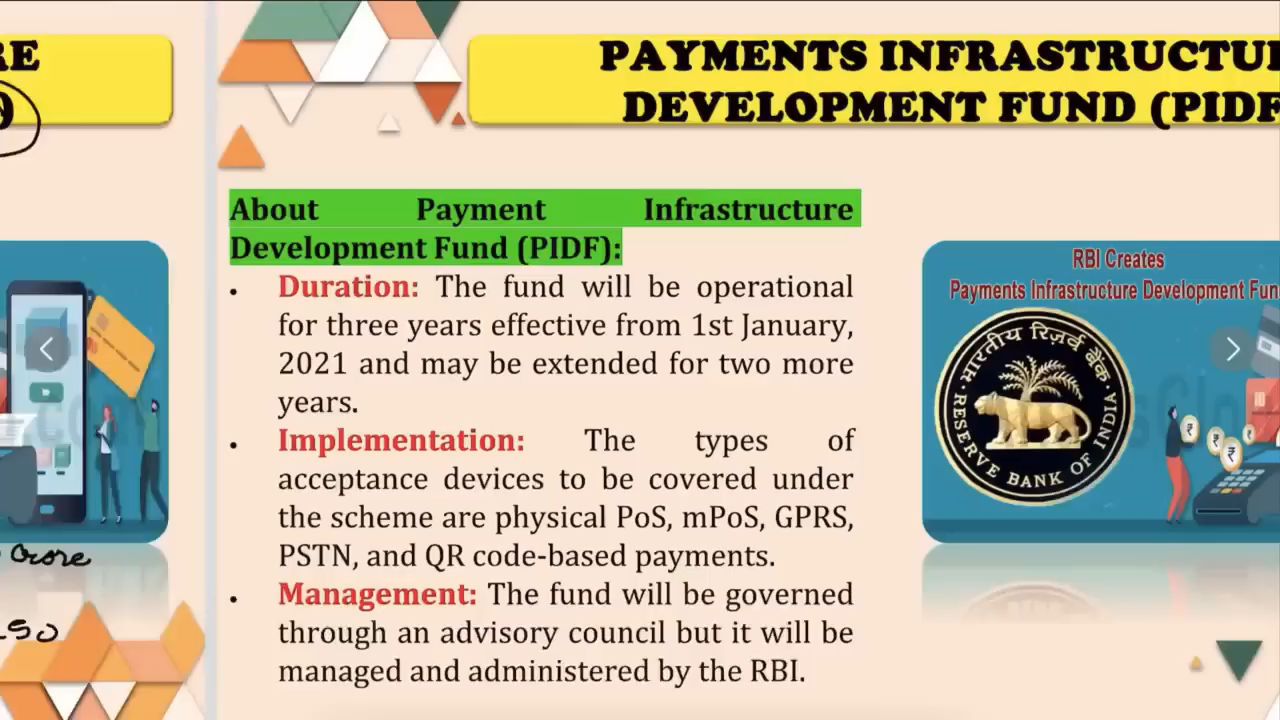 RE
PAYMENTS INFRASTRUCTU
DEVELOPMENT FUND (PIDF
About Payment Infrastructure
Development Fund (PIDF):
• Duration: The fund will be operational
for three years effective from 1st January,
2021 and may be extended for two more
years.
• Implementation: The types of
acceptance devices to be covered under
the scheme are physical PoS, mPoS, GPRS,
PSTN, and QR code-based payments.
• Management: The fund will be governed
through an advisory council but it will be
managed and administered by the RBI.
RBI Creates
Payments Infrastructure Development Fun
भारतीय रिज़र्व बैंक
RESERVE BANK OF INDIA
Crore
250